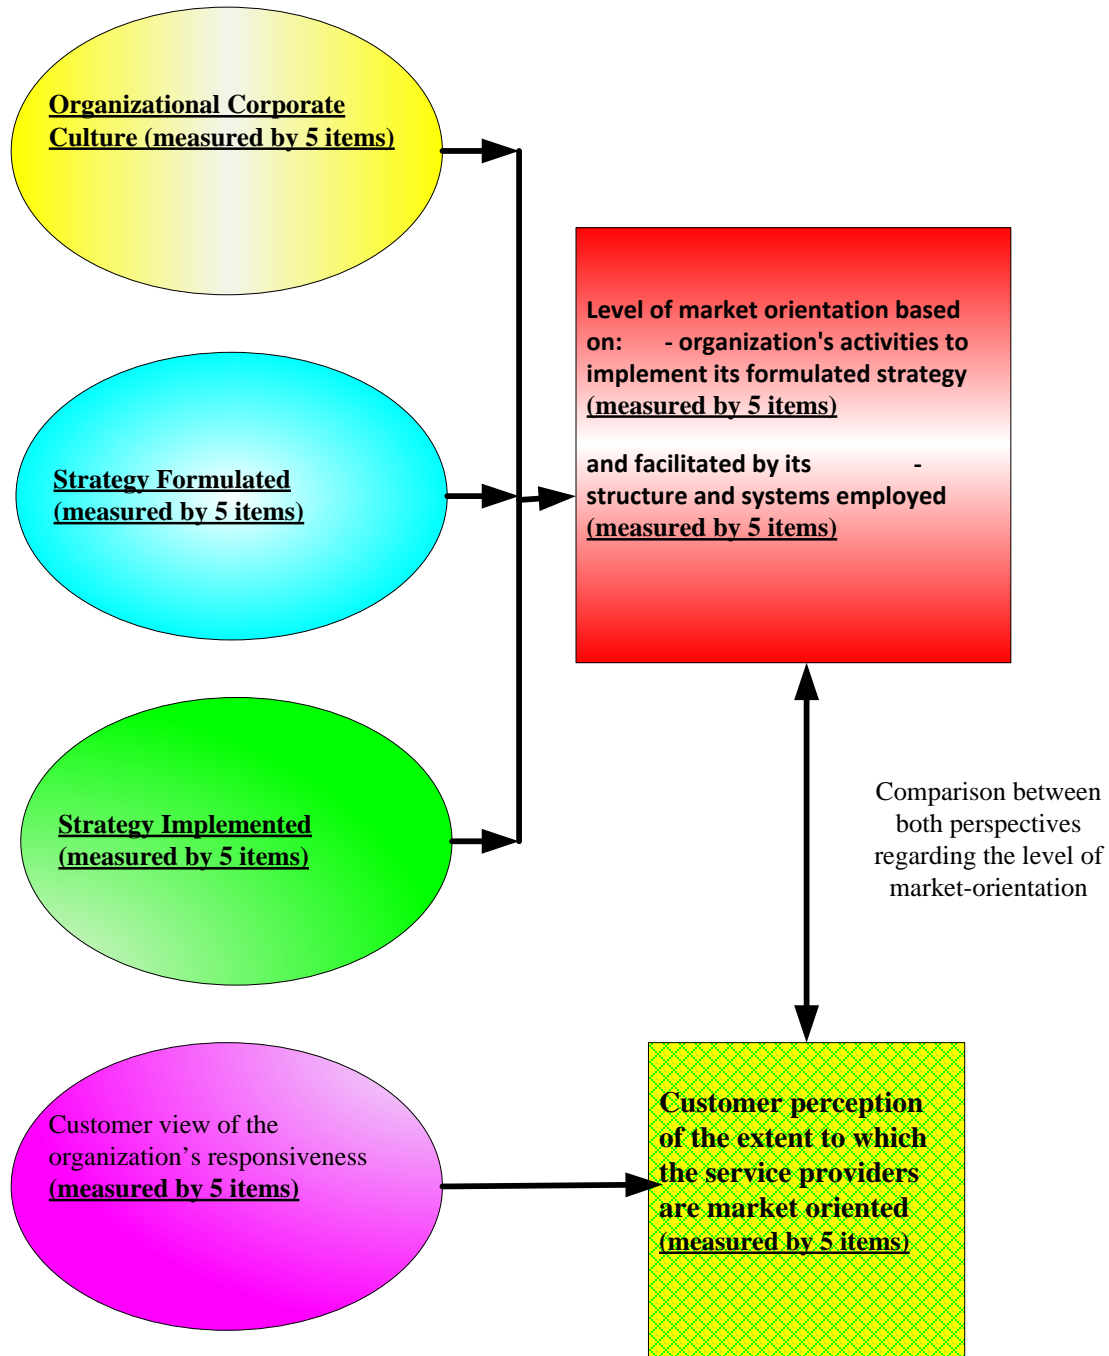 Organizational Corporate
Culture (measured by 5 items)
Level of market orientation based
on: - organization's activities to
implement its formulated strategy
(measured by 5 items)
and facilitated by its -
structure and systems employed
(measured by 5 items)
Strategy Formulated
(measured by 5 items)
Strategy Implemented
(measured by 5 items)
Comparison between
both perspectives
regarding the level of
market-orientation
Customer view of the
organization’s responsiveness
(measured by 5 items)
Customer perception
of the extent to which
the service providers
are market oriented
(measured by 5 items)